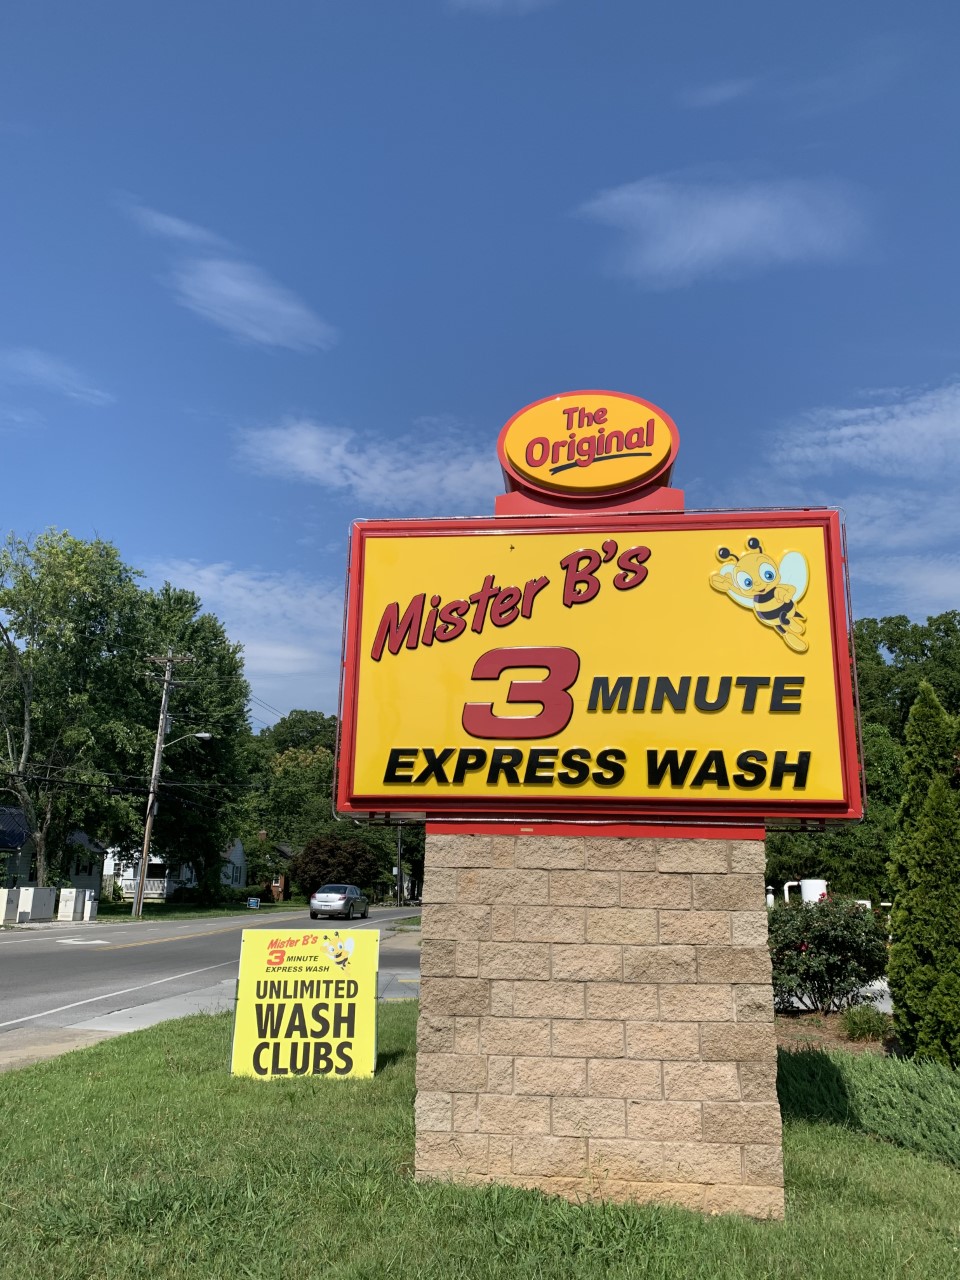 The
Original
Mister B's
3 MINUTE
EXPRESS WASH
Mister B's
3 MINUTE
EXPRESS WASH
UNLIMITED
WASH
CLUBS